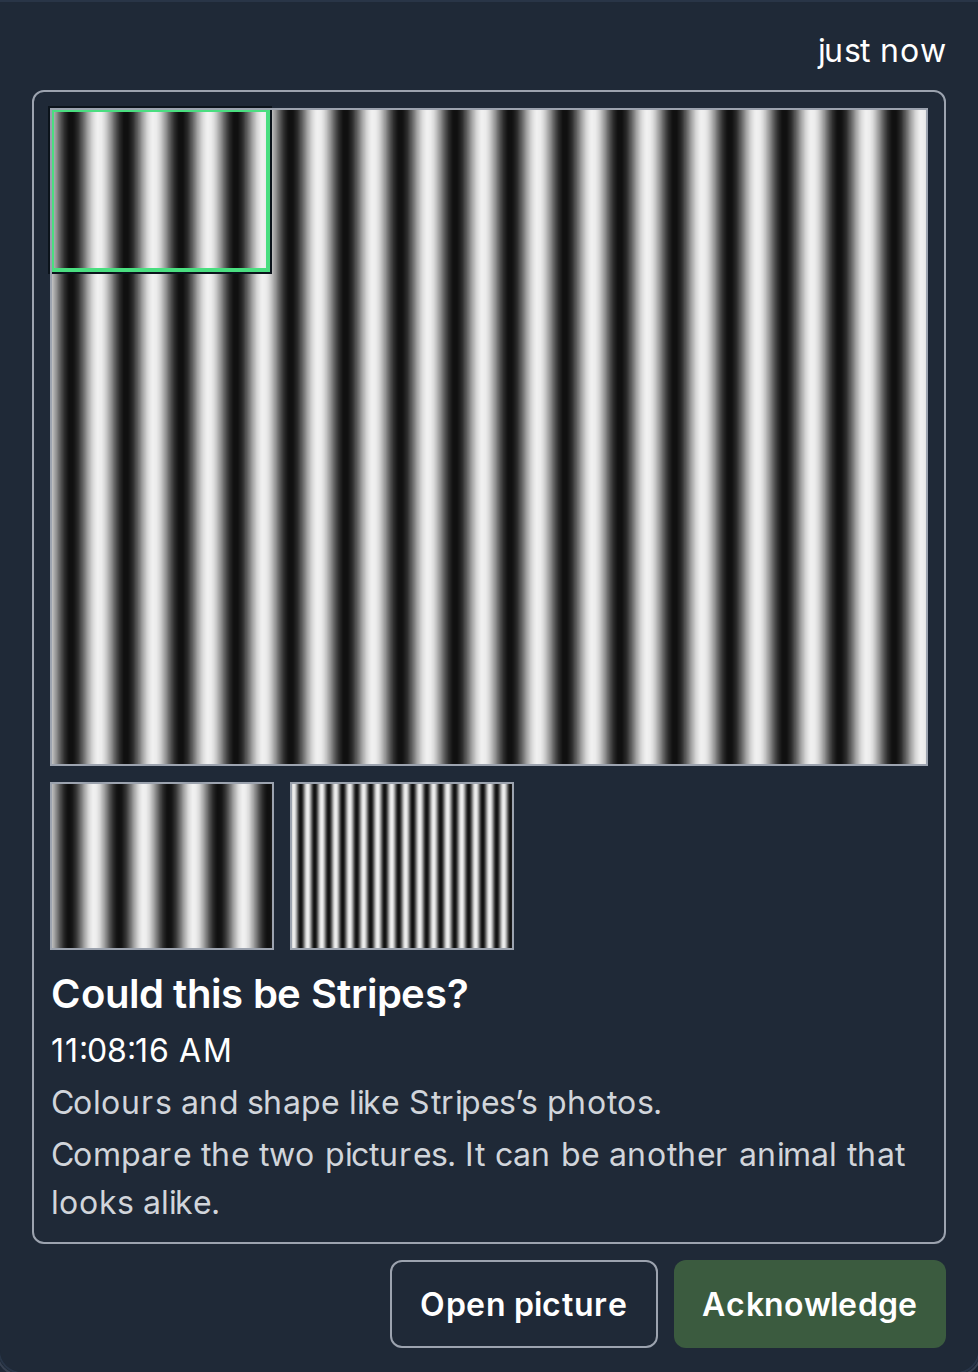 just now
Could this be Stripes?
11:08:16 AM
Colours and shape like Stripes’s photos.
Compare the two pictures. It can be another animal that
looks alike.
Open picture
Acknowledge